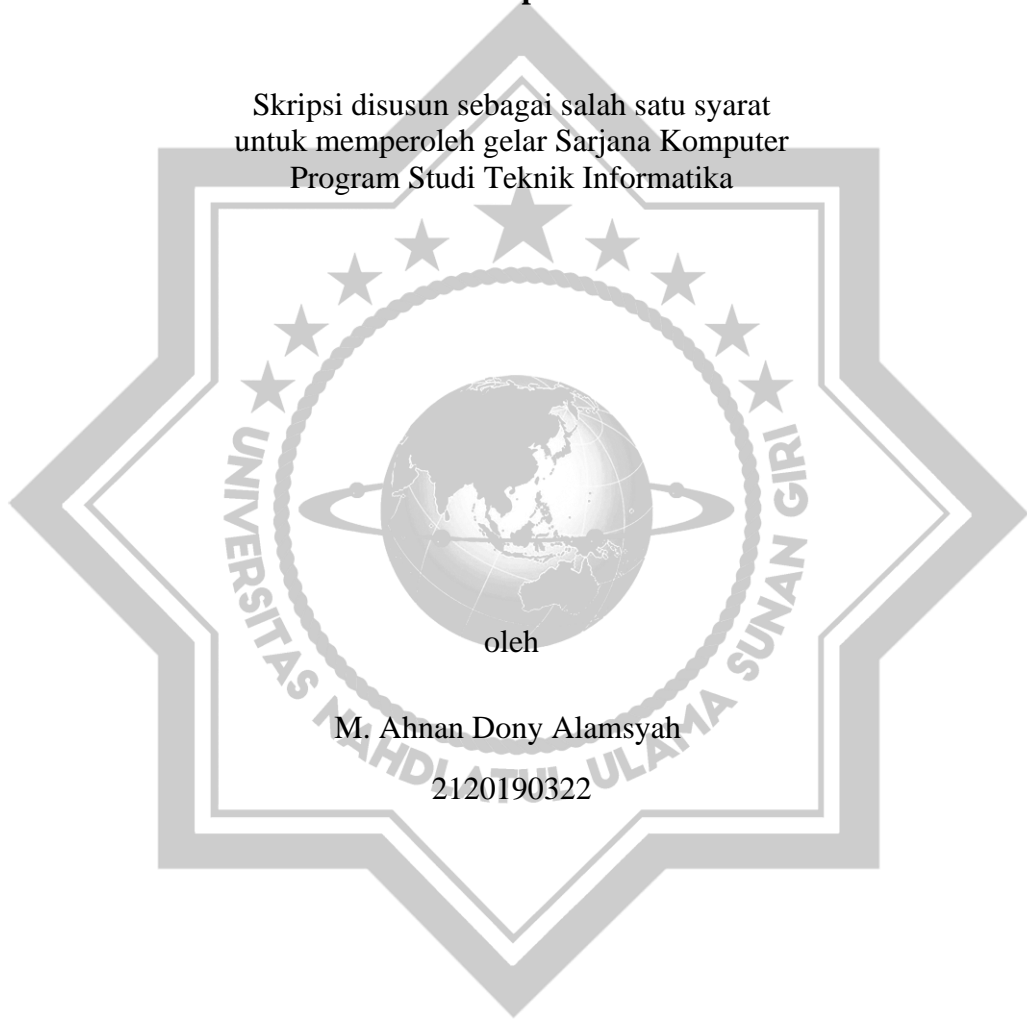 Skripsi disusun sebagai salah satu syarat
untuk memperoleh gelar Sarjana Komputer
Program Studi Teknik Informatika
oleh
M. Ahnan Dony Alamsyah
2120190322
UNIVERSITAS NAHDLATUL ULAMA SUNAN GIRI